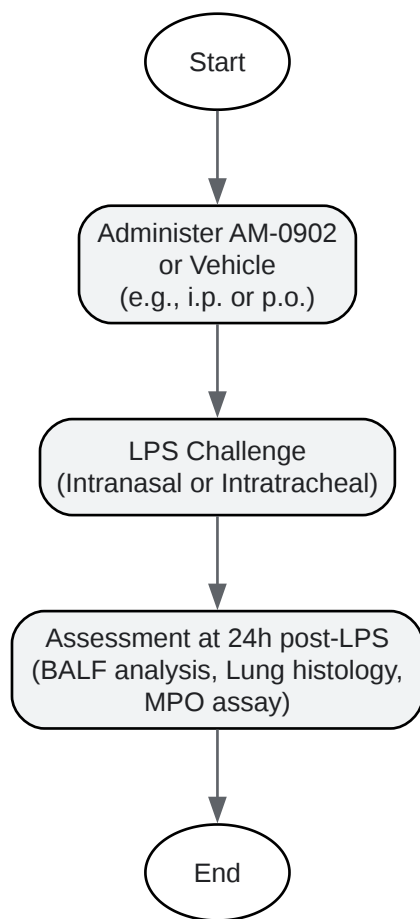 Start
Administer AM-0902
or Vehicle
(e.g., i.p. or p.o.)
LPS Challenge
(Intranasal or Intratracheal)
Assessment at 24h post-LPS
(BALF analysis, Lung histology,
MPO assay)
End